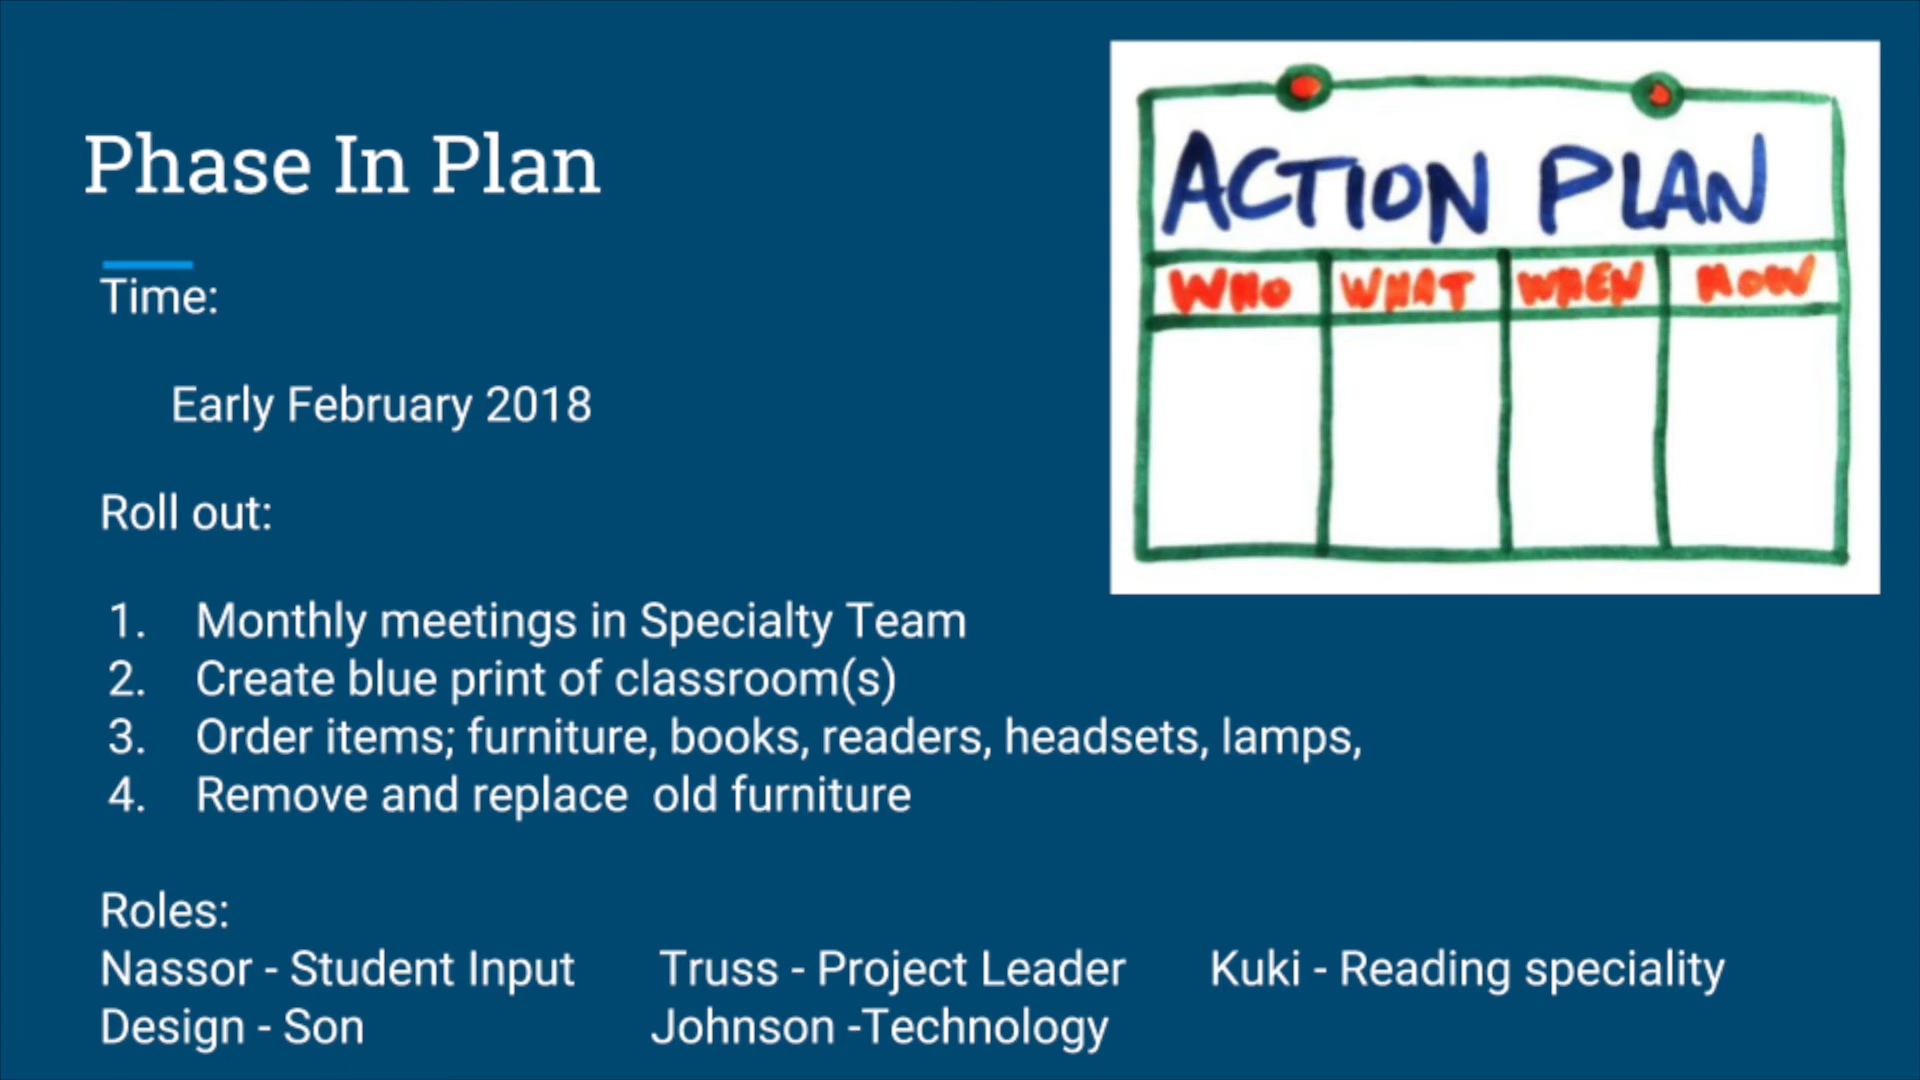 Phase In Plan
Time:
Early February 2018
Roll out:
1. Monthly meetings in Specialty Team
2. Create blue print of classroom(s)
3. Order items; furniture, books, readers, headsets, lamps,
4. Remove and replace  old furniture
Roles:
Nassor - Student Input Truss - Project Leader Kuki - Reading speciality
Design - Son Johnson -Technology
ACTION PLAN
WHO WHAT WHEN HOW